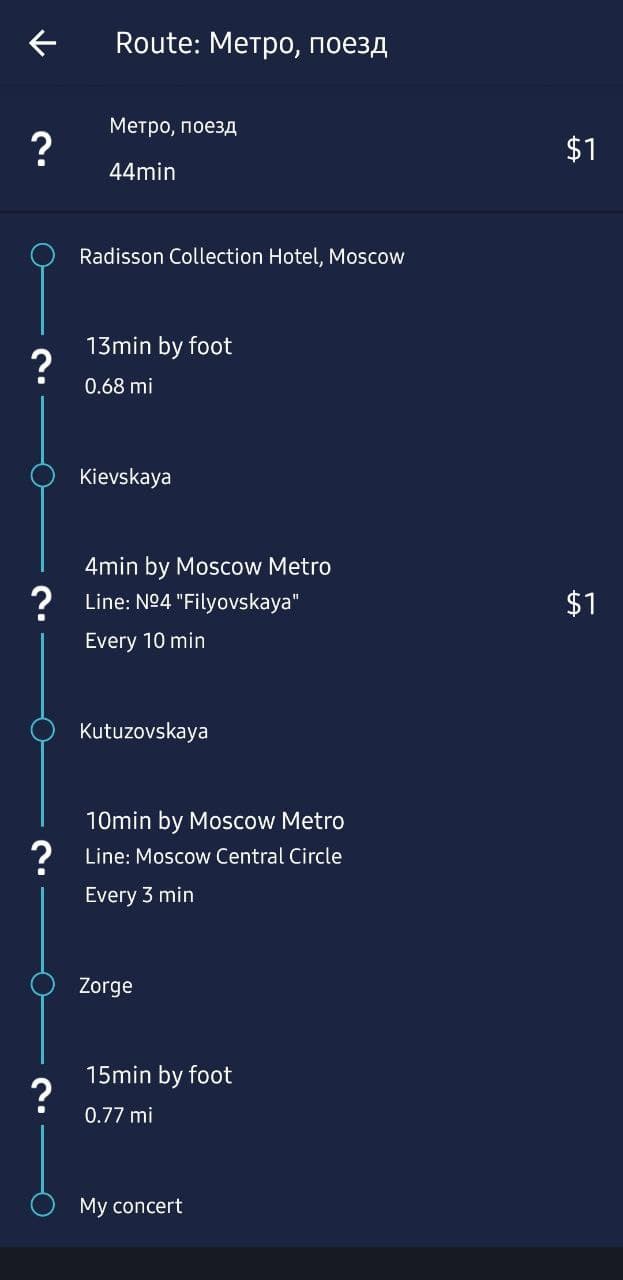 Route: Метро, поезд
Метро, поезд
44min
$1
Radisson Collection Hotel, Moscow
13min by foot
0.68 mi
Kievskaya
4min by Moscow Metro
Line: №4 "Filyovskaya"
$1
Every 10 min
Kutuzovskaya
10min by Moscow Metro
Line: Moscow Central Circle
Every 3 min
Zorge
15min by foot
0.77 mi
My concert